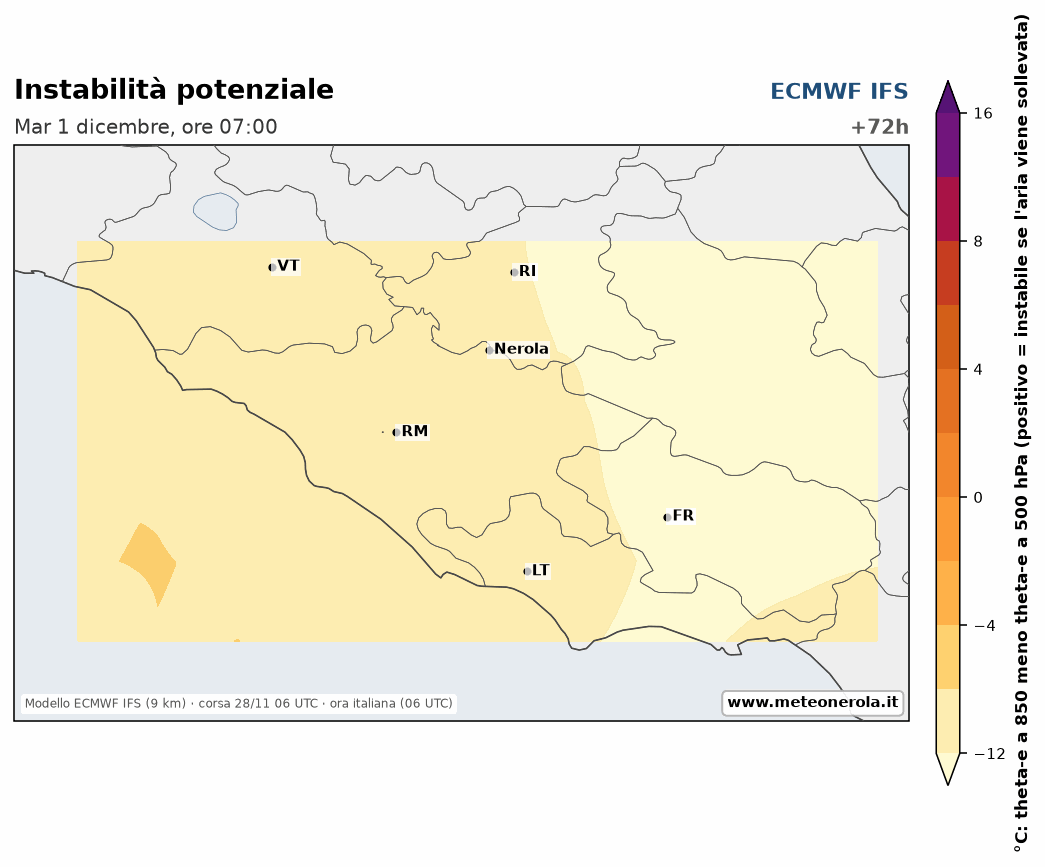 Instabilità potenziale
ECMWF IFS
Mar 1 dicembre, ore 07:00
+72h
VT
RI
Nerola
RM
FR
LT
Modello ECMWF IFS (9 km) · corsa 28/11 06 UTC · ora italiana (06 UTC)
www.meteonerola.it
16
8
4
0
−4
−12
°C: theta-e a 850 meno theta-e a 500 hPa (positivo = instabile se l'aria viene sollevata)